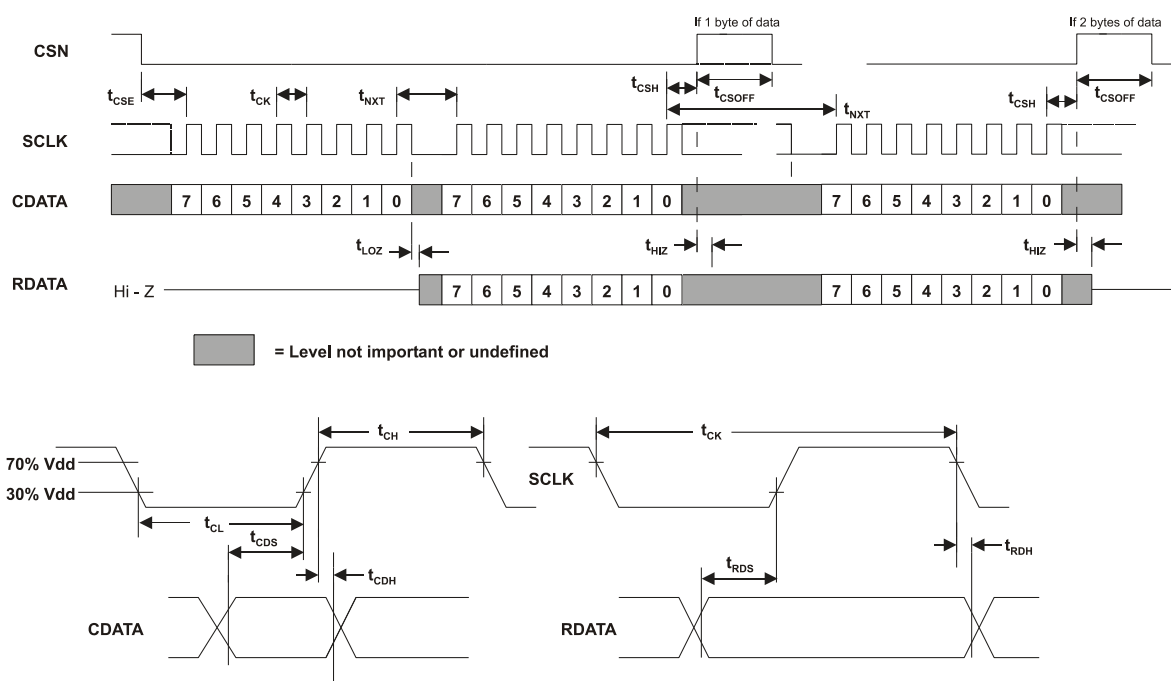 If 1 byte of data
If 2 bytes of data
CSN
tCSE
tCK
tNXT
tCSH
tCSOFF
tNXT
tCSH
tCSOFF
SCLK
CDATA
7 6 5 4 3 2 1 0
7 6 5 4 3 2 1 0
7 6 5 4 3 2 1 0
tLOZ
tHIZ
tHIZ
RDATA
Hi - Z
7 6 5 4 3 2 1 0
7 6 5 4 3 2 1 0
= Level not important or undefined
tCH
tCK
70% Vdd
30% Vdd
SCLK
tCL
tCDS
tCDH
tRDS
tRDH
CDATA
RDATA